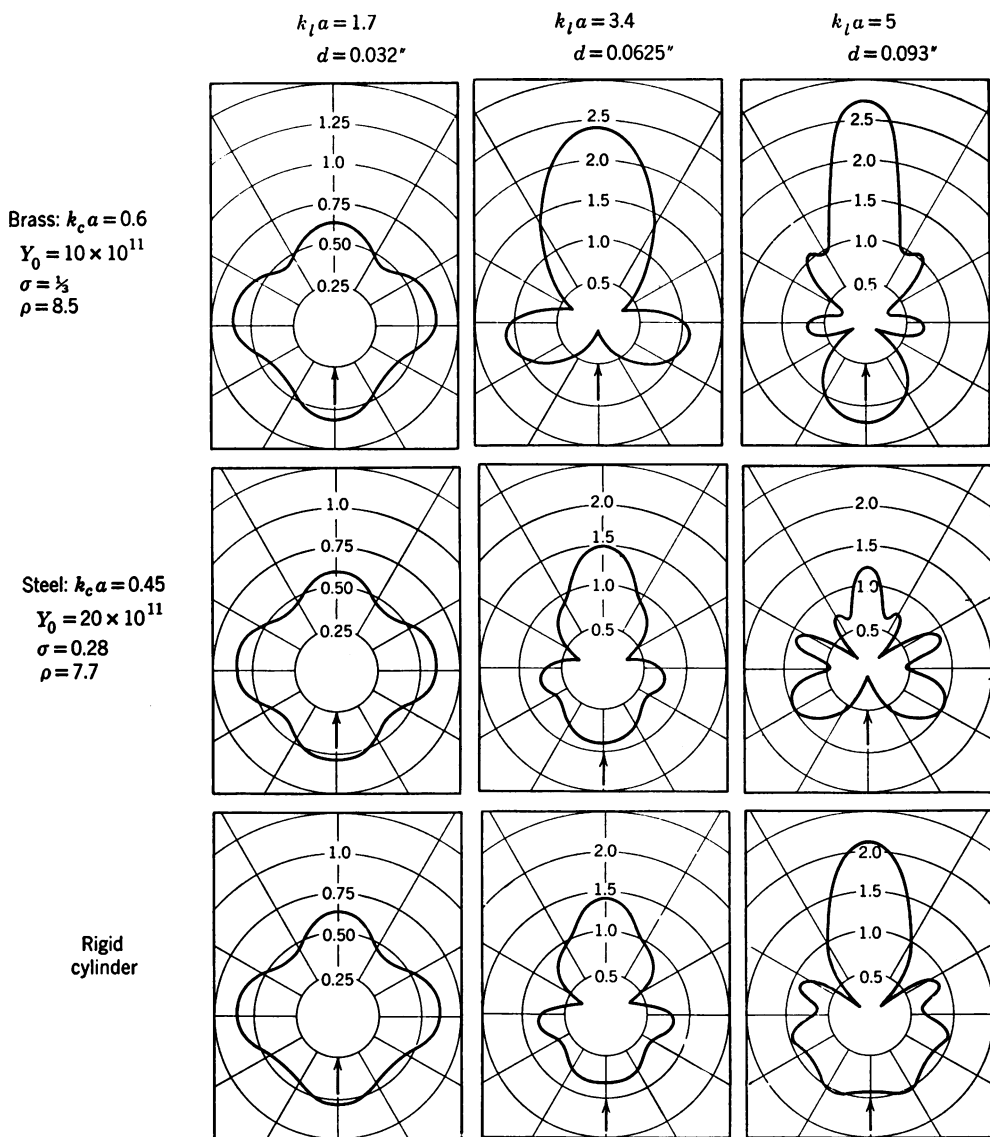 k_l a = 1.7
d = 0.032″
k_l a = 3.4
d = 0.0625″
k_l a = 5
d = 0.093″
Brass: k_c a = 0.6
Y_0 = 10 × 10^11
σ = ⅓
ρ = 8.5
1.25
1.0
0.75
0.50
0.25
2.5
2.0
1.5
1.0
0.5
2.5
2.0
1.5
1.0
0.5
Steel: k_c a = 0.45
Y_0 = 20 × 10^11
σ = 0.28
ρ = 7.7
1.0
0.75
0.50
0.25
2.0
1.5
1.0
0.5
2.0
1.5
1.0
0.5
Rigid
cylinder
1.0
0.75
0.50
0.25
2.0
1.5
1.0
0.5
2.0
1.5
1.0
0.5